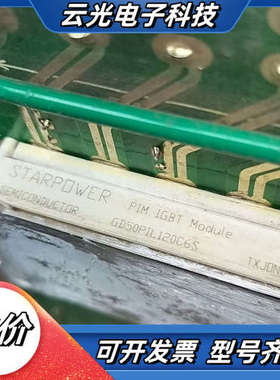 云光电子科技
STARPOWER
SEMICONDUCTOR
PIM IGBT Module
GD50PIL120C6S
TXJDN
价
可开发票 型号齐